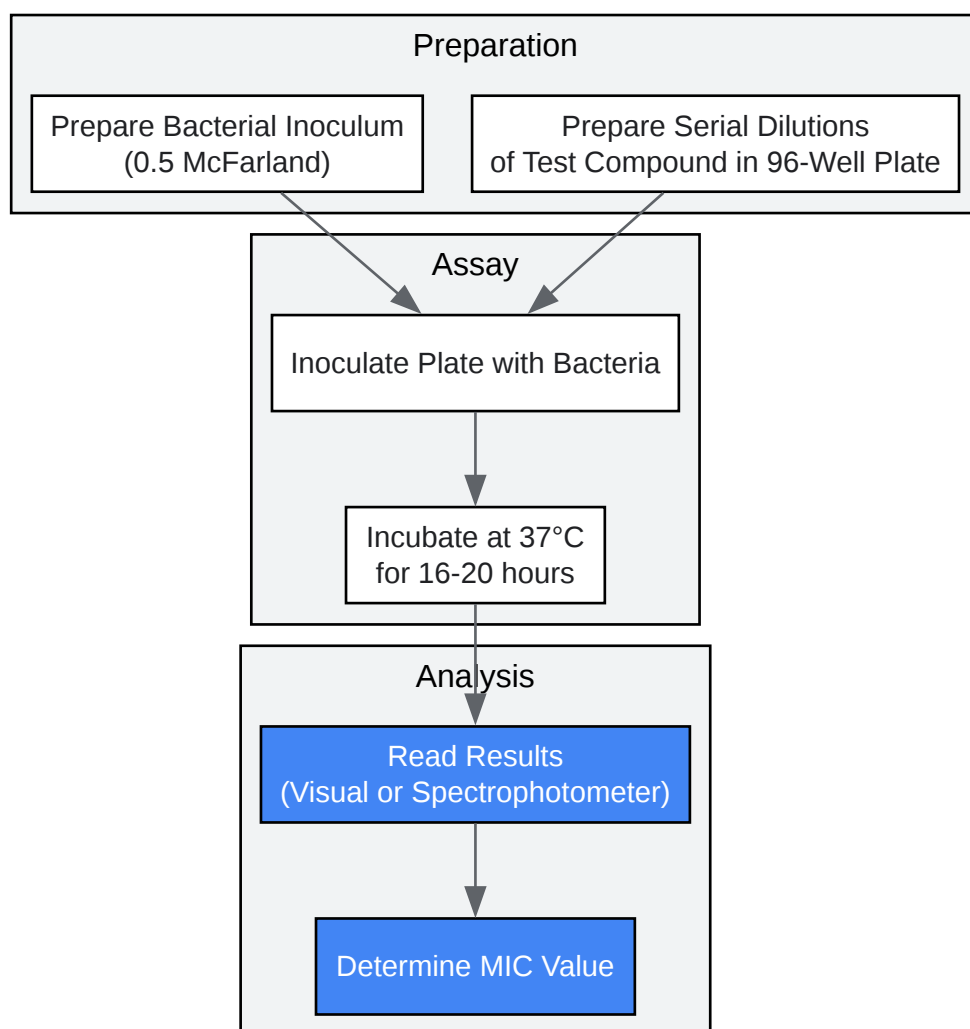 Preparation
Prepare Bacterial Inoculum
(0.5 McFarland)
Prepare Serial Dilutions
of Test Compound in 96-Well Plate
Assay
Inoculate Plate with Bacteria
Incubate at 37°C
for 16-20 hours
Analysis
Read Results
(Visual or Spectrophotometer)
Determine MIC Value